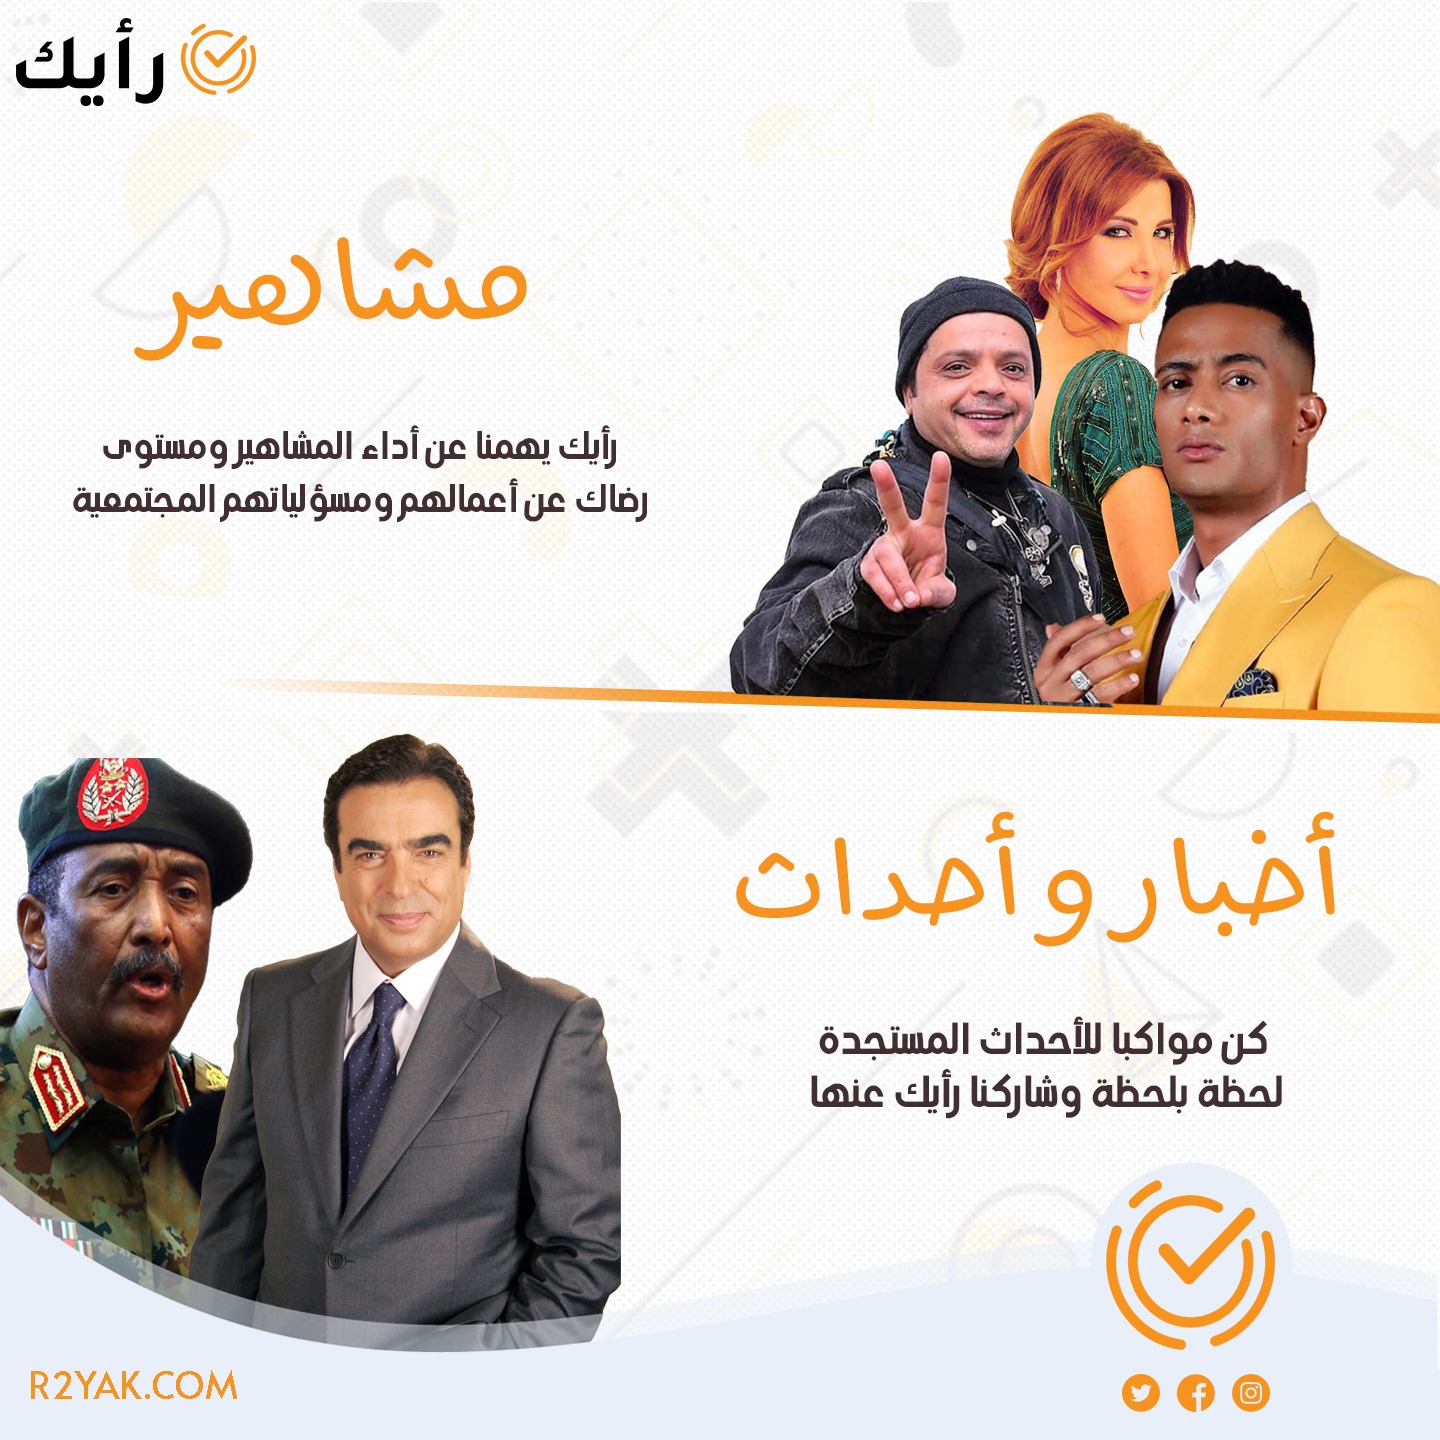 رأيك
مشاهير
رأيك يهمنا عن أداء المشاهير ومستوى
رضاك عن أعمالهم ومسؤلياتهم المجتمعية
أخبار وأحداث
كن مواكبا للأحداث المستجدة
لحظة بلحظة وشاركنا رأيك عنها
R2YAK.COM